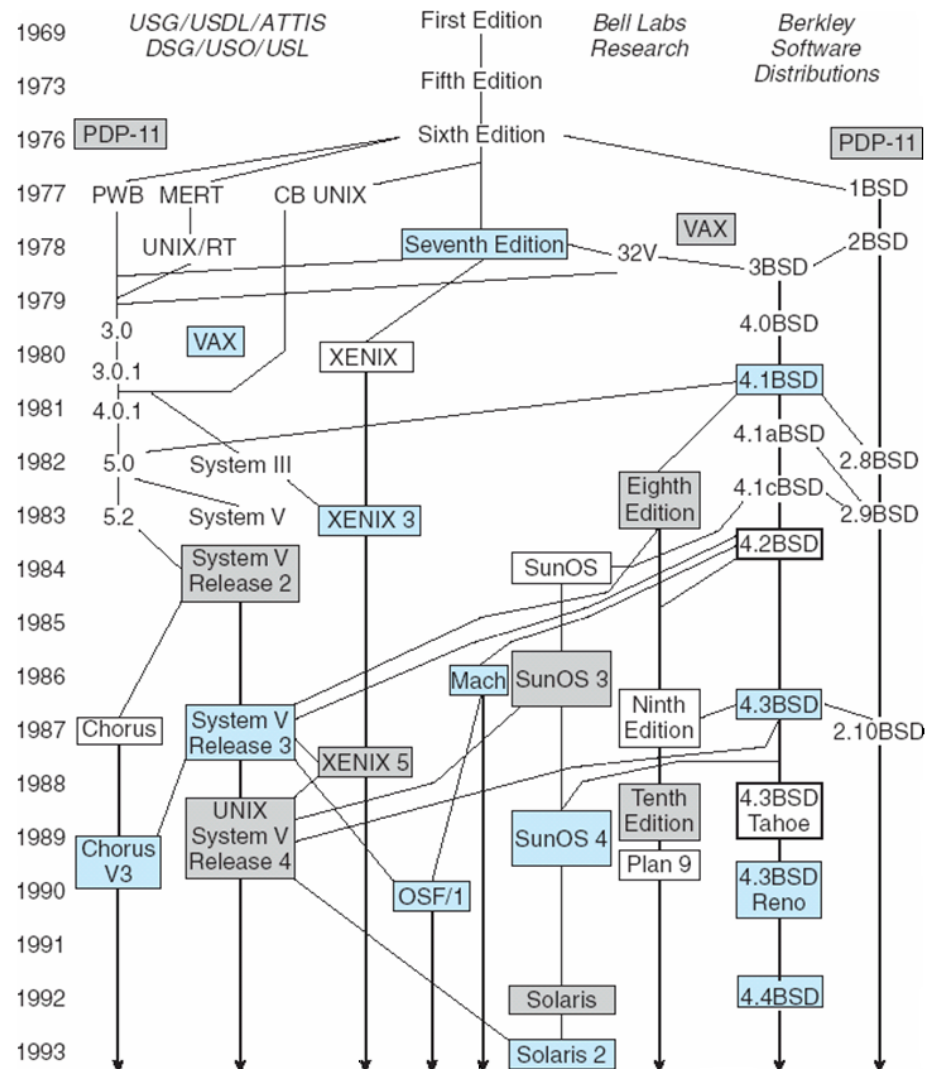 USG/USDL/ATTIS
DSG/USO/USL
Bell Labs
Research
Berkley
Software
Distributions
1969
First Edition
1973
Fifth Edition
1976
PDP-11
Sixth Edition
PDP-11
1977
PWB
MERT
CB UNIX
1BSD
1978
UNIX/RT
Seventh Edition
32V
VAX
2BSD
3BSD
1979
3.0
VAX
4.0BSD
1980
3.0.1
XENIX
4.1BSD
1981
4.0.1
4.1aBSD
1982
5.0
System III
2.8BSD
Eighth
Edition
4.1cBSD
1983
5.2
System V
XENIX 3
2.9BSD
4.2BSD
1984
System V
Release 2
SunOS
1985
1986
Mach
SunOS 3
1987
Chorus
System V
Release 3
Ninth
Edition
4.3BSD
2.10BSD
XENIX 5
1988
UNIX
System V
Release 4
Tenth
Edition
4.3BSD
Tahoe
1989
Chorus
V3
SunOS 4
Plan 9
1990
OSF/1
4.3BSD
Reno
1991
1992
Solaris
4.4BSD
1993
Solaris 2